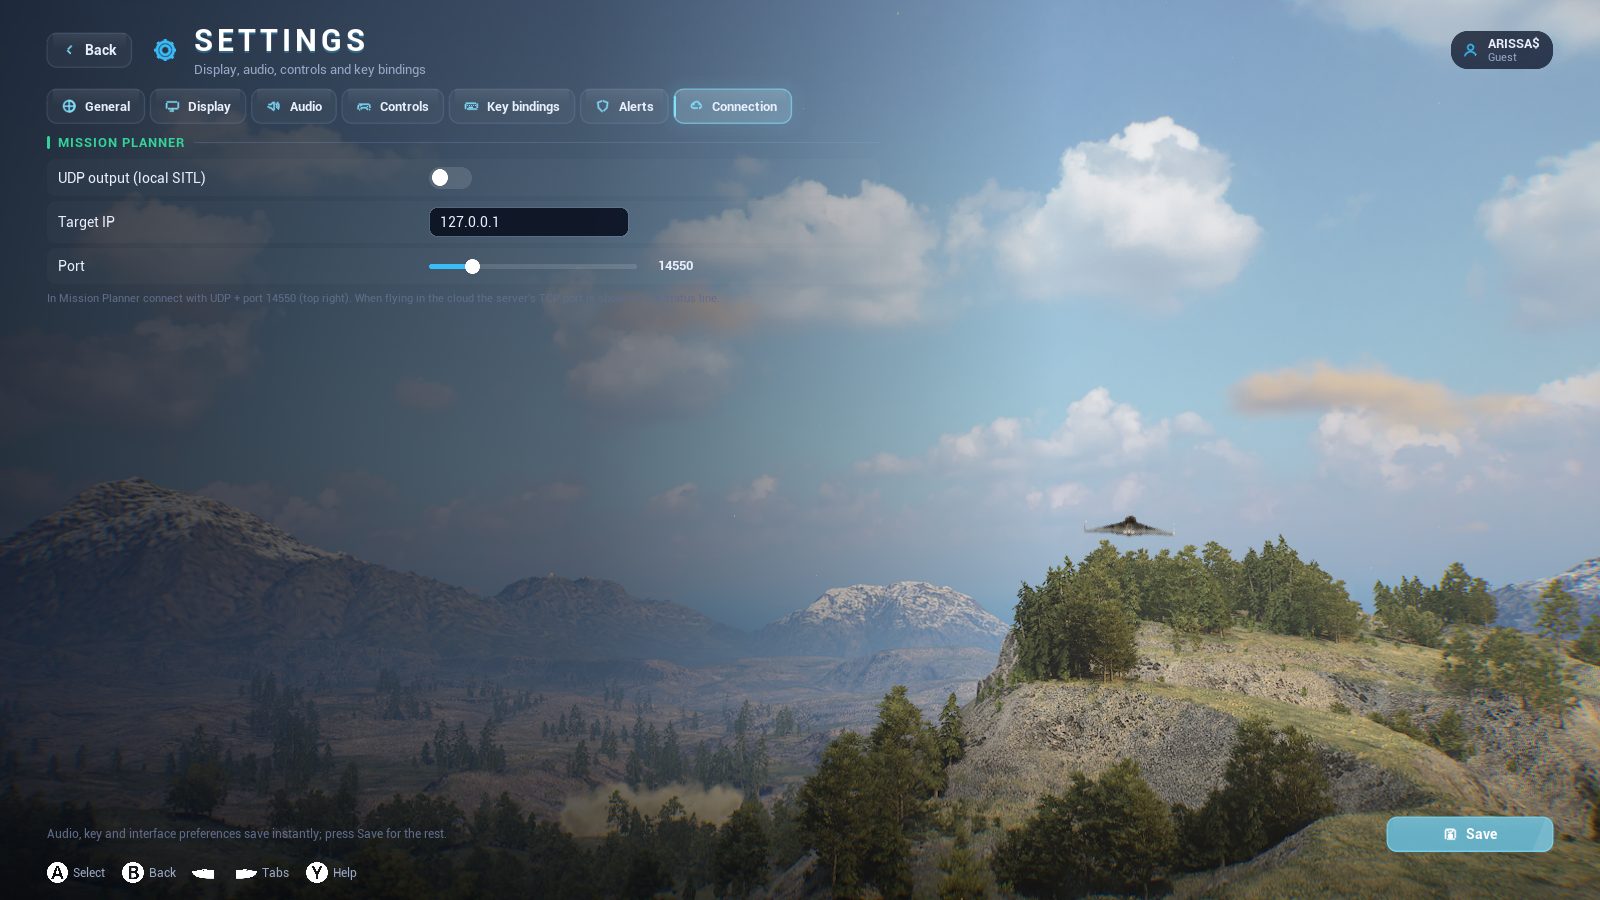 Back
SETTINGS
Display, audio, controls and key bindings
ARISSA$
Guest
General
Display
Audio
Controls
Key bindings
Alerts
Connection
MISSION PLANNER
UDP output (local SITL)
Target IP
127.0.0.1
Port
14550
In Mission Planner connect with UDP + port 14550 (top right). When flying in the cloud the server's TCP port is status line.
Audio, key and interface preferences save instantly; press Save for the rest.
Save
A Select
B Back
Tabs
Y Help